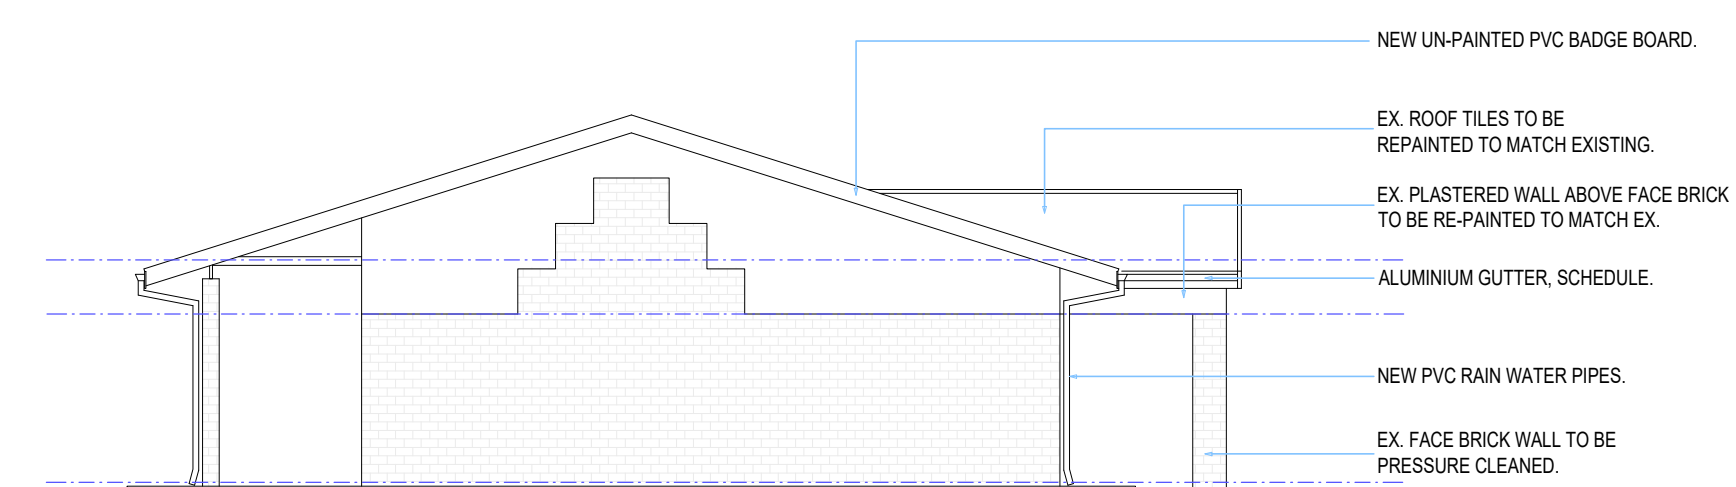 NEW UN-PAINTED PVC BADGE BOARD.
EX. ROOF TILES TO BE
REPAINTED TO MATCH EXISTING.
EX. PLASTERED WALL ABOVE FACE BRICK
TO BE RE-PAINTED TO MATCH EX.
ALUMINIUM GUTTER, SCHEDULE.
NEW PVC RAIN WATER PIPES.
EX. FACE BRICK WALL TO BE
PRESSURE CLEANED.